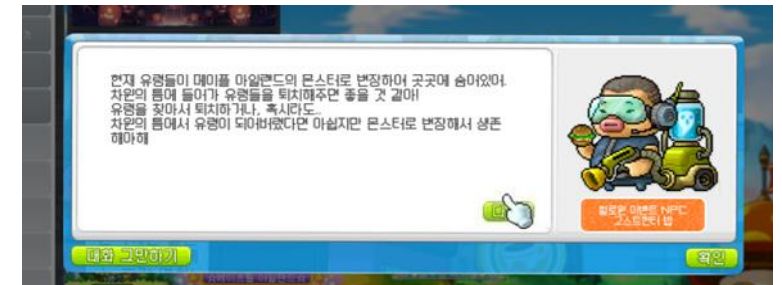 현재 유령들이 메이플 아일랜드의 몬스터로 변장하여 곳곳에 숨어있어.
차원의 틈에 들어가 유령들을 퇴치해주면 좋을 것 같아!
유령을 찾아서 퇴치하거나, 혹시라도..
차원의 틈에서 유령이 되어버렸다면 아쉽지만 몬스터로 변장해서 생존
해야해
할로윈 이벤트 NPC
고스트헌터 밥
대화 그만하기
확인